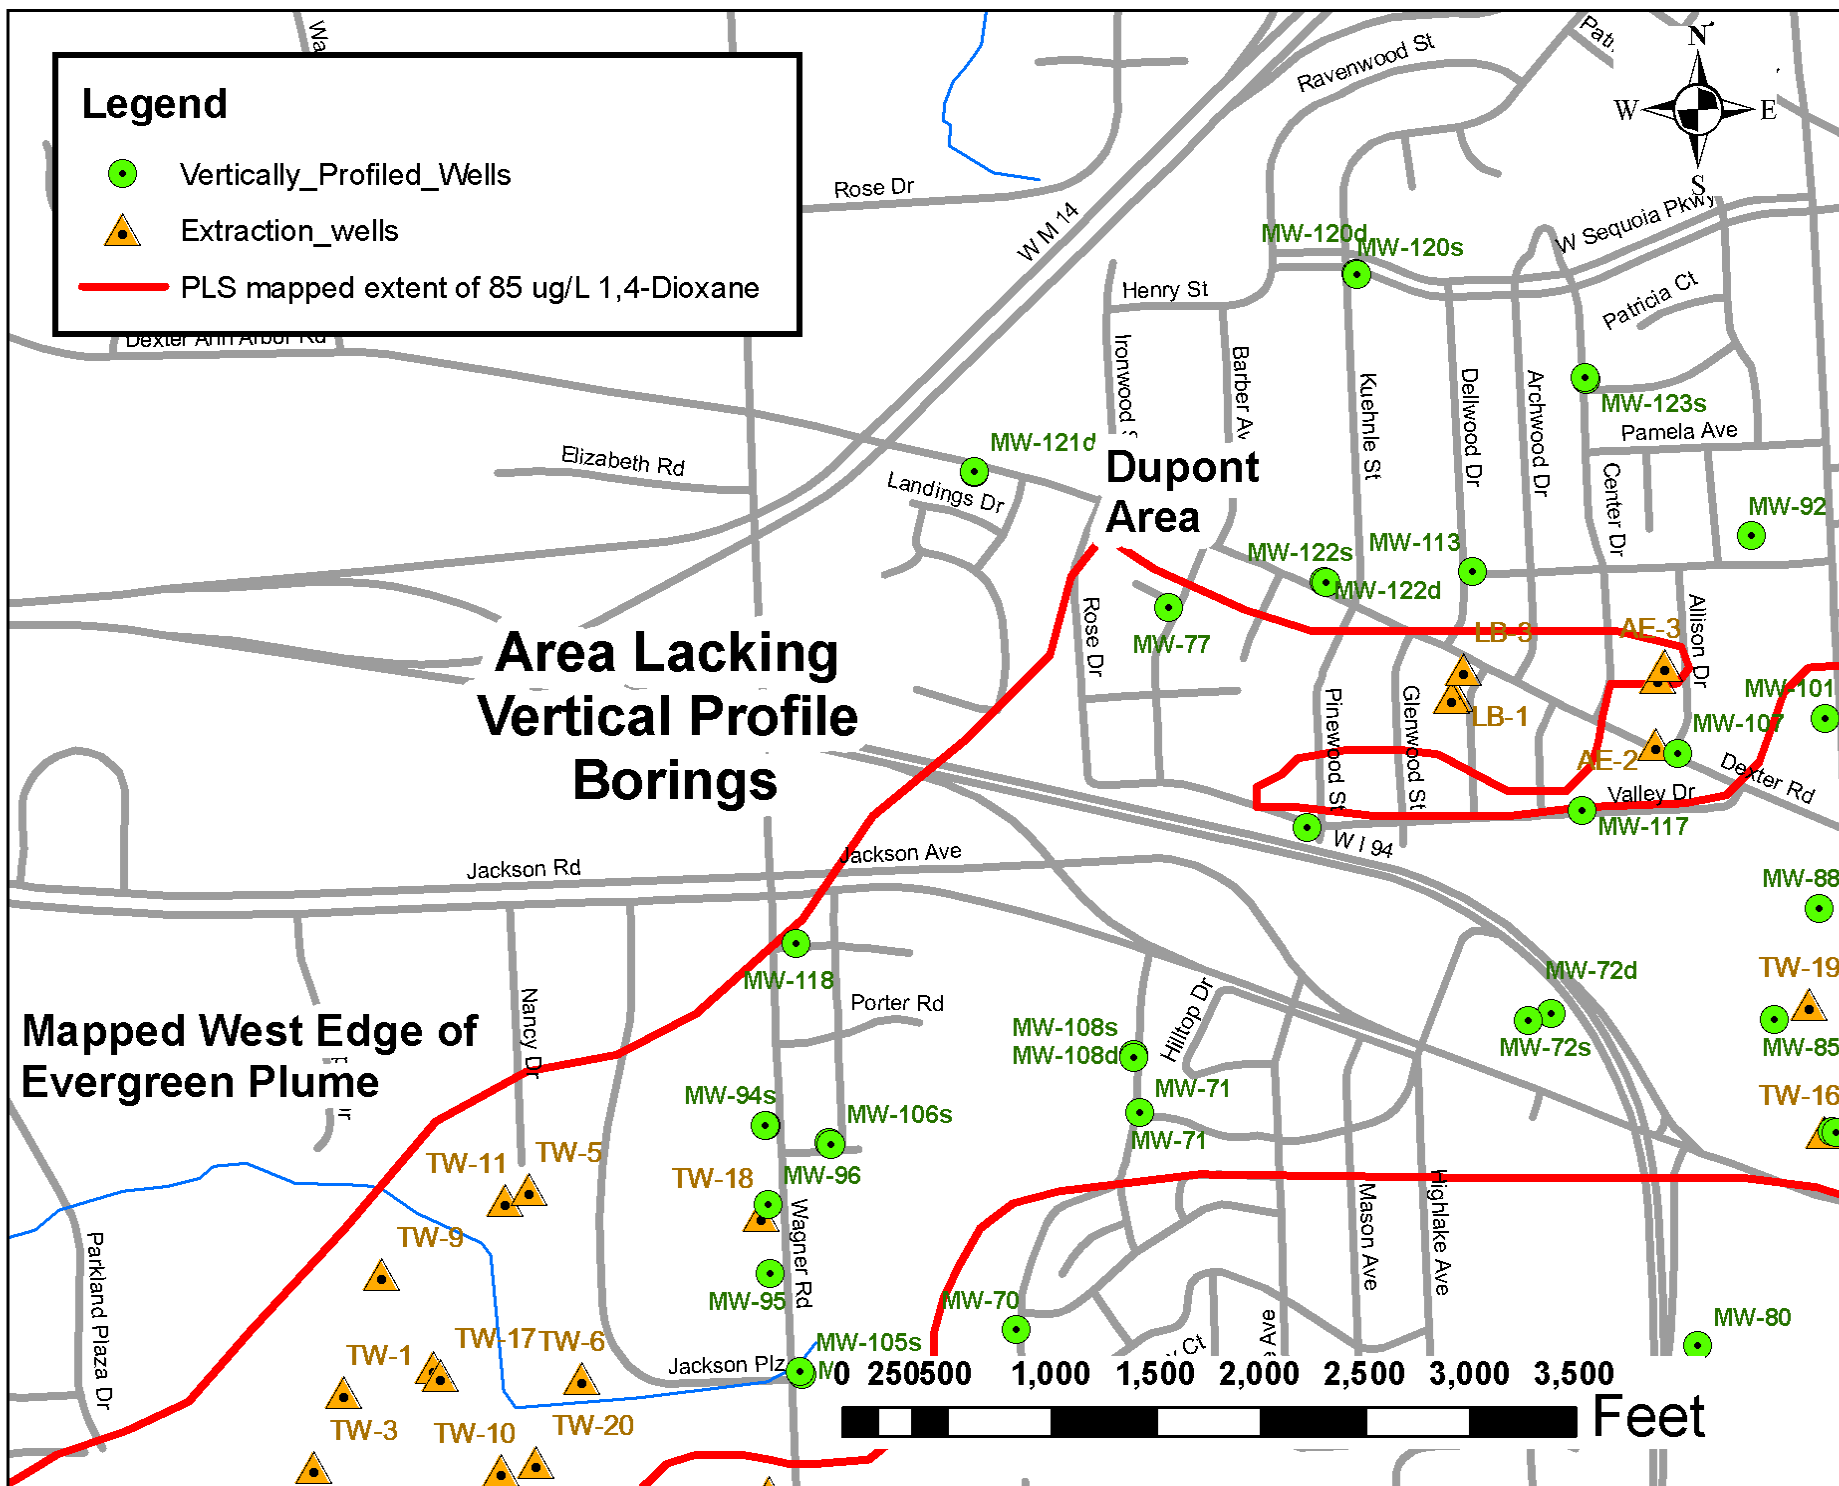 Legend
Vertically_Profiled_Wells
Extraction_wells
PLS mapped extent of 85 ug/L 1,4-Dioxane
N
W
E
S
Ravenwood St
Rose Dr
W M 14
W Sequoia Pkwy
MW-120d
MW-120s
Henry St
Patricia Ct
Dexter Ann Arbor Rd
Barber Av
Kuehnle St
Dellwood Dr
Archwood Dr
MW-123s
Pamela Ave
Elizabeth Rd
MW-121d
Ironwood
Landings Dr
Dupont
Area
Center Dr
MW-92
MW-122s
MW-113
MW-122d
Rose Dr
MW-77
LB-3
AE-3
Allison Dr
Area Lacking
Vertical Profile
Borings
MW-101
Pinewood St
Glenwood St
LB-1
MW-107
AE-2
Dexter Rd
Valley Dr
MW-117
W I 94
Jackson Rd
Jackson Ave
MW-88
MW-118
MW-72d
TW-19
Nancy Dr
Porter Rd
Hilltop Dr
Mapped West Edge of
Evergreen Plume
MW-108s
MW-108d
MW-72s
MW-85
MW-94s
MW-106s
MW-71
TW-16
MW-71
TW-11
TW-5
TW-18
MW-96
Mason Ave
Highlake Ave
TW-9
Wagner Rd
Parkland Plaza Dr
MW-95
MW-70
MW-80
TW-1
TW-17
TW-6
MW-105s
Jackson Plz
Ct
Ave
0 250 500 1,000 1,500 2,000 2,500 3,000 3,500
Feet
TW-3
TW-10
TW-20